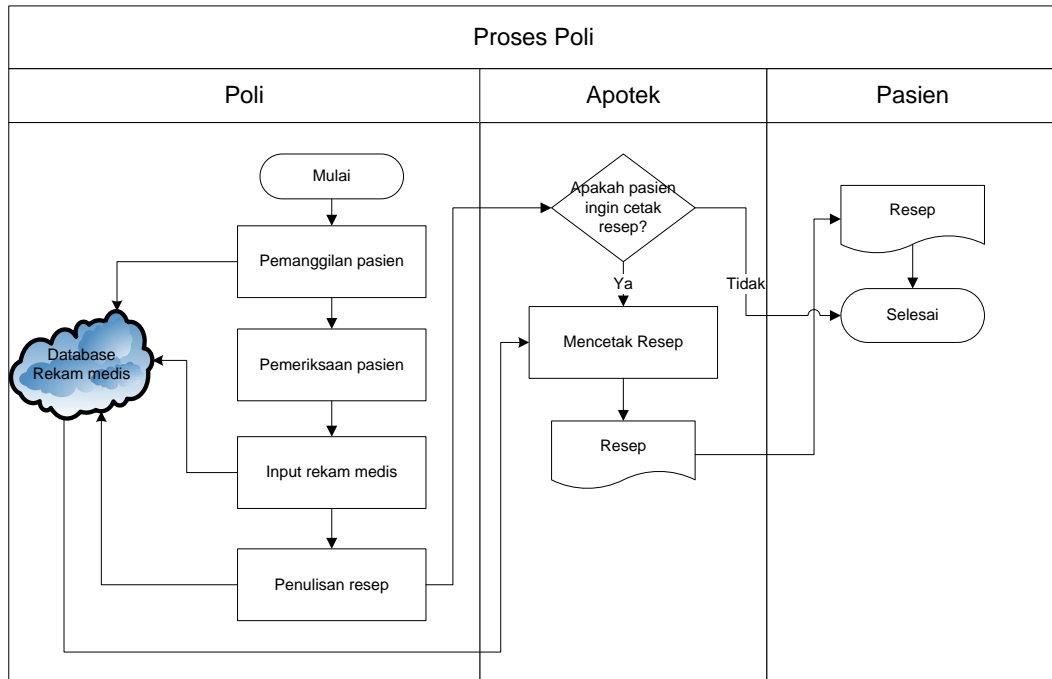 Proses Poli
Poli
Apotek
Pasien
Mulai
Pemanggilan pasien
Pemeriksaan pasien
Input rekam medis
Penulisan resep
Database
Rekam medis
Apakah pasien
ingin cetak
resep?
Ya
Tidak
Mencetak Resep
Resep
Resep
Selesai